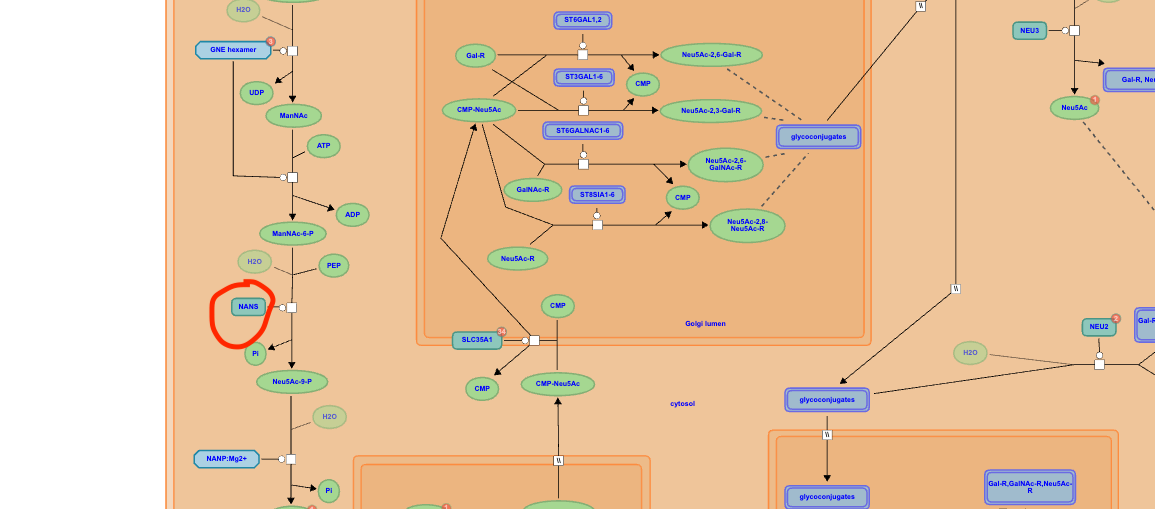 H2O
GNE hexamer
UDP
ManNAc
ATP
ADP
ManNAc-6-P
H2O
PEP
NANS
Pi
Neu5Ac-9-P
H2O
NANP:Mg2+
Pi
ST6GAL1,2
Gal-R
Neu5Ac-2,6-Gal-R
ST3GAL1-6
CMP
CMP-Neu5Ac
Neu5Ac-2,3-Gal-R
ST6GALNAC1-6
glycoconjugates
Neu5Ac-2,6-
GalNAc-R
GalNAc-R
ST8SIA1-6
CMP
Neu5Ac-2,8-
Neu5Ac-R
Neu5Ac-R
CMP
Golgi lumen
SLC35A1
CMP
CMP-Neu5Ac
cytosol
NEU3
Gal-R, Neu
Neu5Ac
NEU2
Gal-R
H2O
glycoconjugates
glycoconjugates
Gal-R,GalNAc-R,Neu5Ac-
R